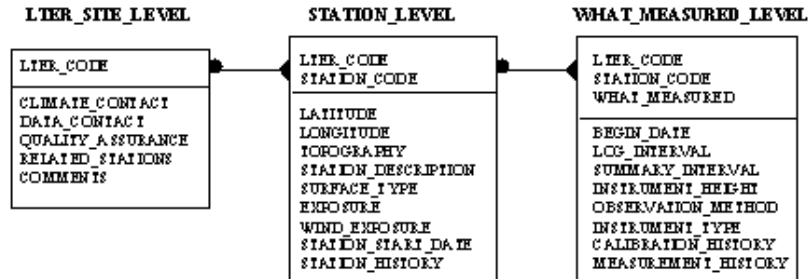 LTER_SITE_LEVEL
LTER_CODE
CLIMATE_CONTACT
DATA_CONTACT
QUALITY_ASSURANCE
RELATED_STATIONS
COMMENTS
STATION_LEVEL
LTER_CODE
STATION_CODE
LATITUDE
LONGITUDE
TOPOGRAPHY
STATION_DESCRIPTION
SURFACE_TYPE
EXPOSURE
WIND_EXPOSURE
STATION_START_DATE
STATION_HISTORY
WHAT_MEASURED_LEVEL
LTER_CODE
STATION_CODE
WHAT_MEASURED
BEGIN_DATE
LOG_INTERVAL
SUMMARY_INTERVAL
INSTRUMENT_HEIGHT
OBSERVATION_METHOD
INSTRUMENT_TYPE
CALIBRATION_HISTORY
MEASUREMENT_HISTORY